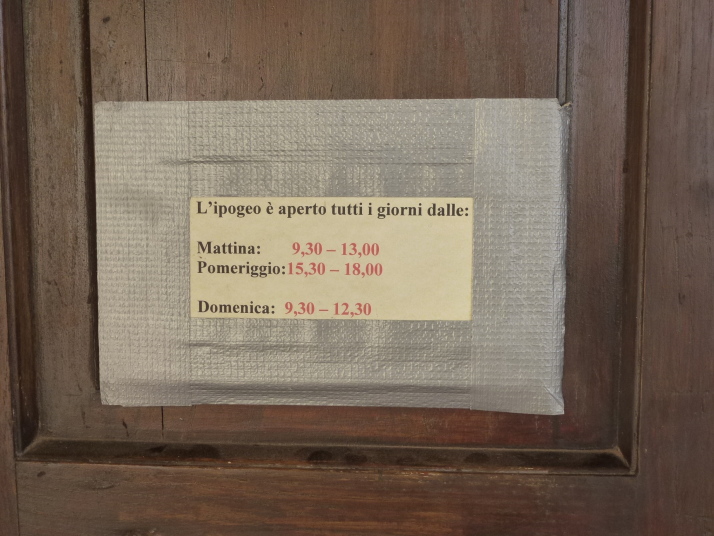 L'ipogeo è aperto tutti i giorni dalle:
Mattina: 9,30 – 13,00
Pomeriggio:15,30 – 18,00
Domenica: 9,30 – 12,30